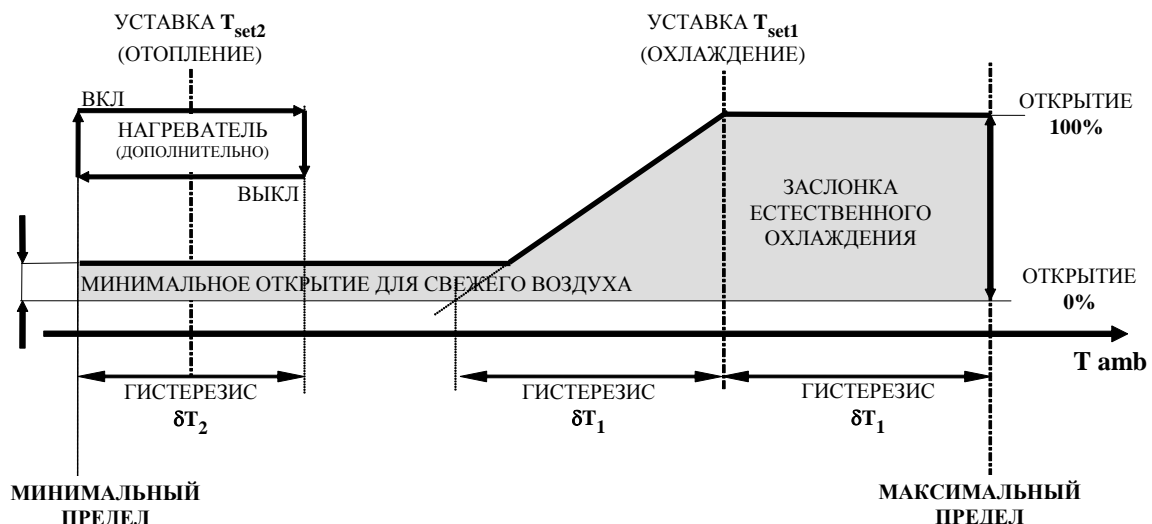 УСТАВКА Tset2
(ОТОПЛЕНИЕ)
УСТАВКА Tset1
(ОХЛАЖДЕНИЕ)
ВКЛ
НАГРЕВАТЕЛЬ
(ДОПОЛНИТЕЛЬНО)
ВЫКЛ
ОТКРЫТИЕ
100%
ЗАСЛОНКА
ЕСТЕСТВЕННОГО
ОХЛАЖДЕНИЯ
МИНИМАЛЬНОЕ ОТКРЫТИЕ ДЛЯ СВЕЖЕГО ВОЗДУХА
ОТКРЫТИЕ
0%
T amb
ГИСТЕРЕЗИС
δT2
ГИСТЕРЕЗИС
δT1
ГИСТЕРЕЗИС
δT1
МИНИМАЛЬНЫЙ
ПРЕДЕЛ
МАКСИМАЛЬНЫЙ
ПРЕДЕЛ